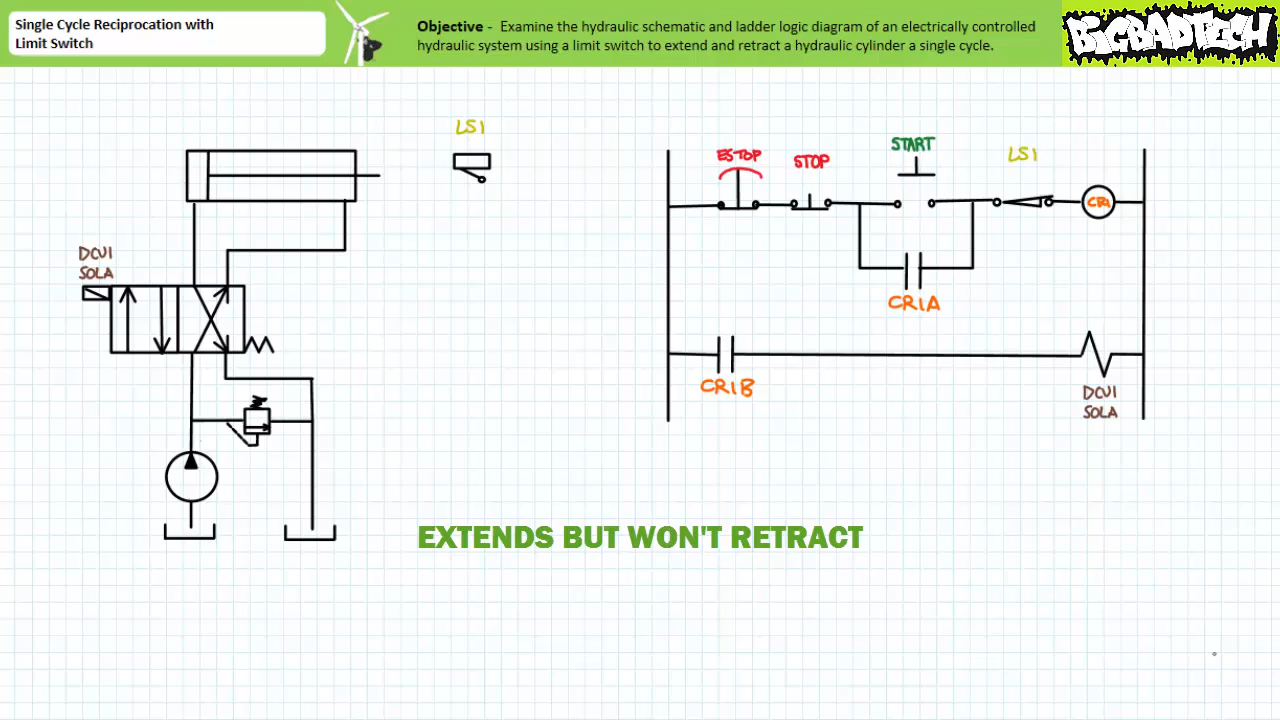 Single Cycle Reciprocation with
Limit Switch
Objective - Examine the hydraulic schematic and ladder logic diagram of an electrically controlled
hydraulic system using a limit switch to extend and retract a hydraulic cylinder a single cycle.
BIGBADTECH
LS1
DCV1
SOLA
ESTOP
STOP
START
LS1
CR1
CR1A
CR1B
DCV1
SOLA
EXTENDS BUT WON'T RETRACT